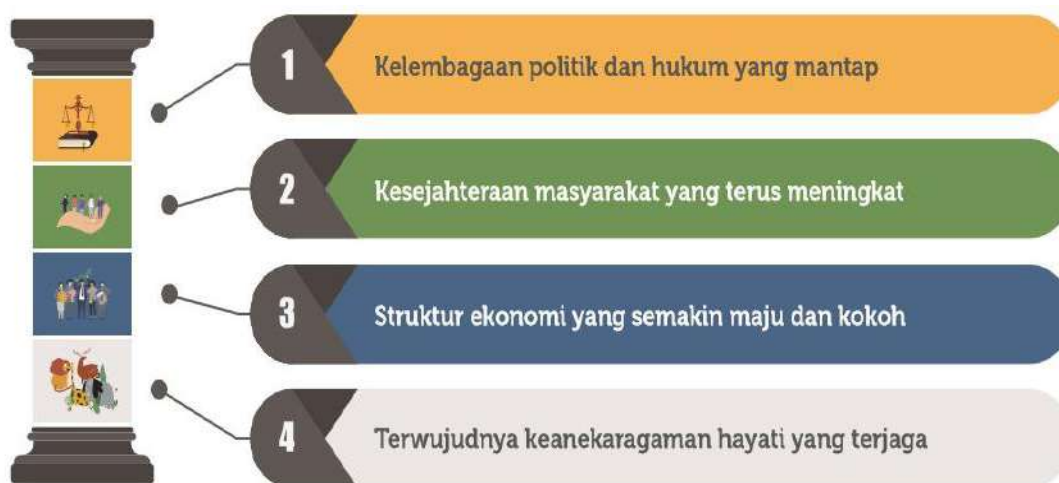 1
Kelembagaan politik dan hukum yang mantap
2
Kesejahteraan masyarakat yang terus meningkat
3
Struktur ekonomi yang semakin maju dan kokoh
4
Terwujudnya keanekaragaman hayati yang terjaga